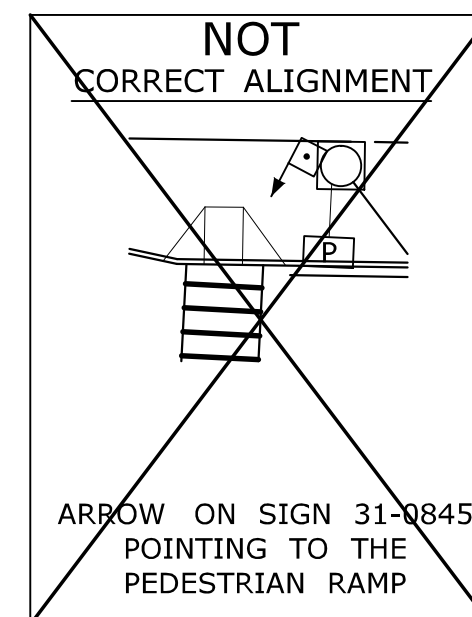 NOT
CORRECT ALIGNMENT
P
ARROW ON SIGN 31-0845
POINTING TO THE
PEDESTRIAN RAMP